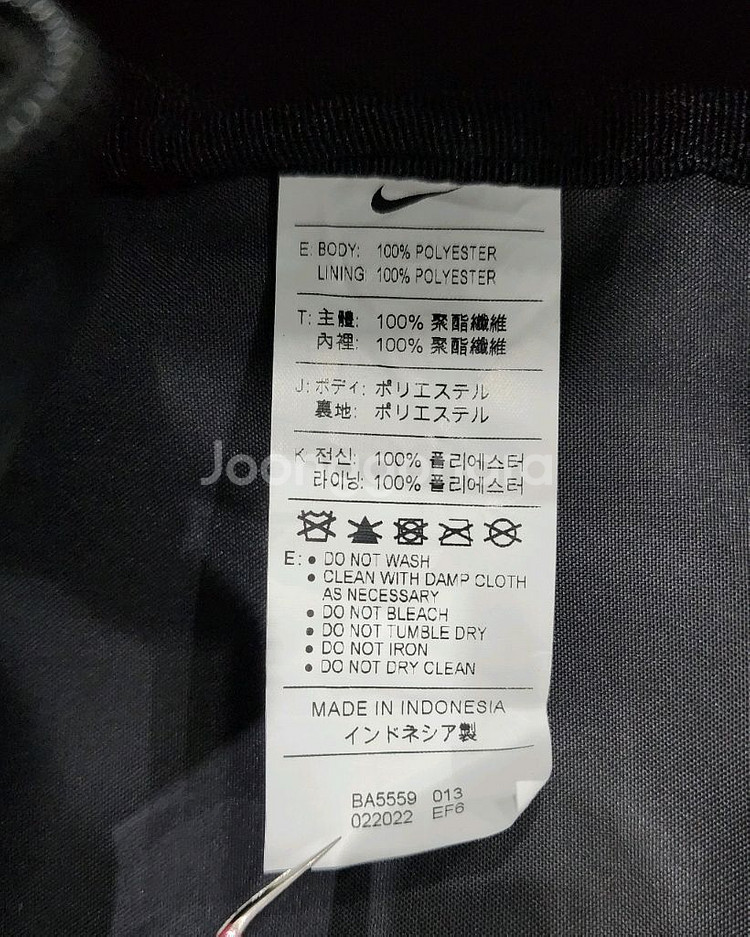 E: BODY: 100% POLYESTER
LINING: 100% POLYESTER
T: 主體: 100% 聚酯纖維
內裡: 100% 聚酯纖維
J: ボディ: ポリエステル
裏地: ポリエステル
K 전신: 100% 폴리에스터
라이닝: 100% 폴리에스터
E: • DO NOT WASH
• CLEAN WITH DAMP CLOTH
AS NECESSARY
• DO NOT BLEACH
• DO NOT TUMBLE DRY
• DO NOT IRON
• DO NOT DRY CLEAN
MADE IN INDONESIA
インドネシア製
BA5559 013
022022 EF6